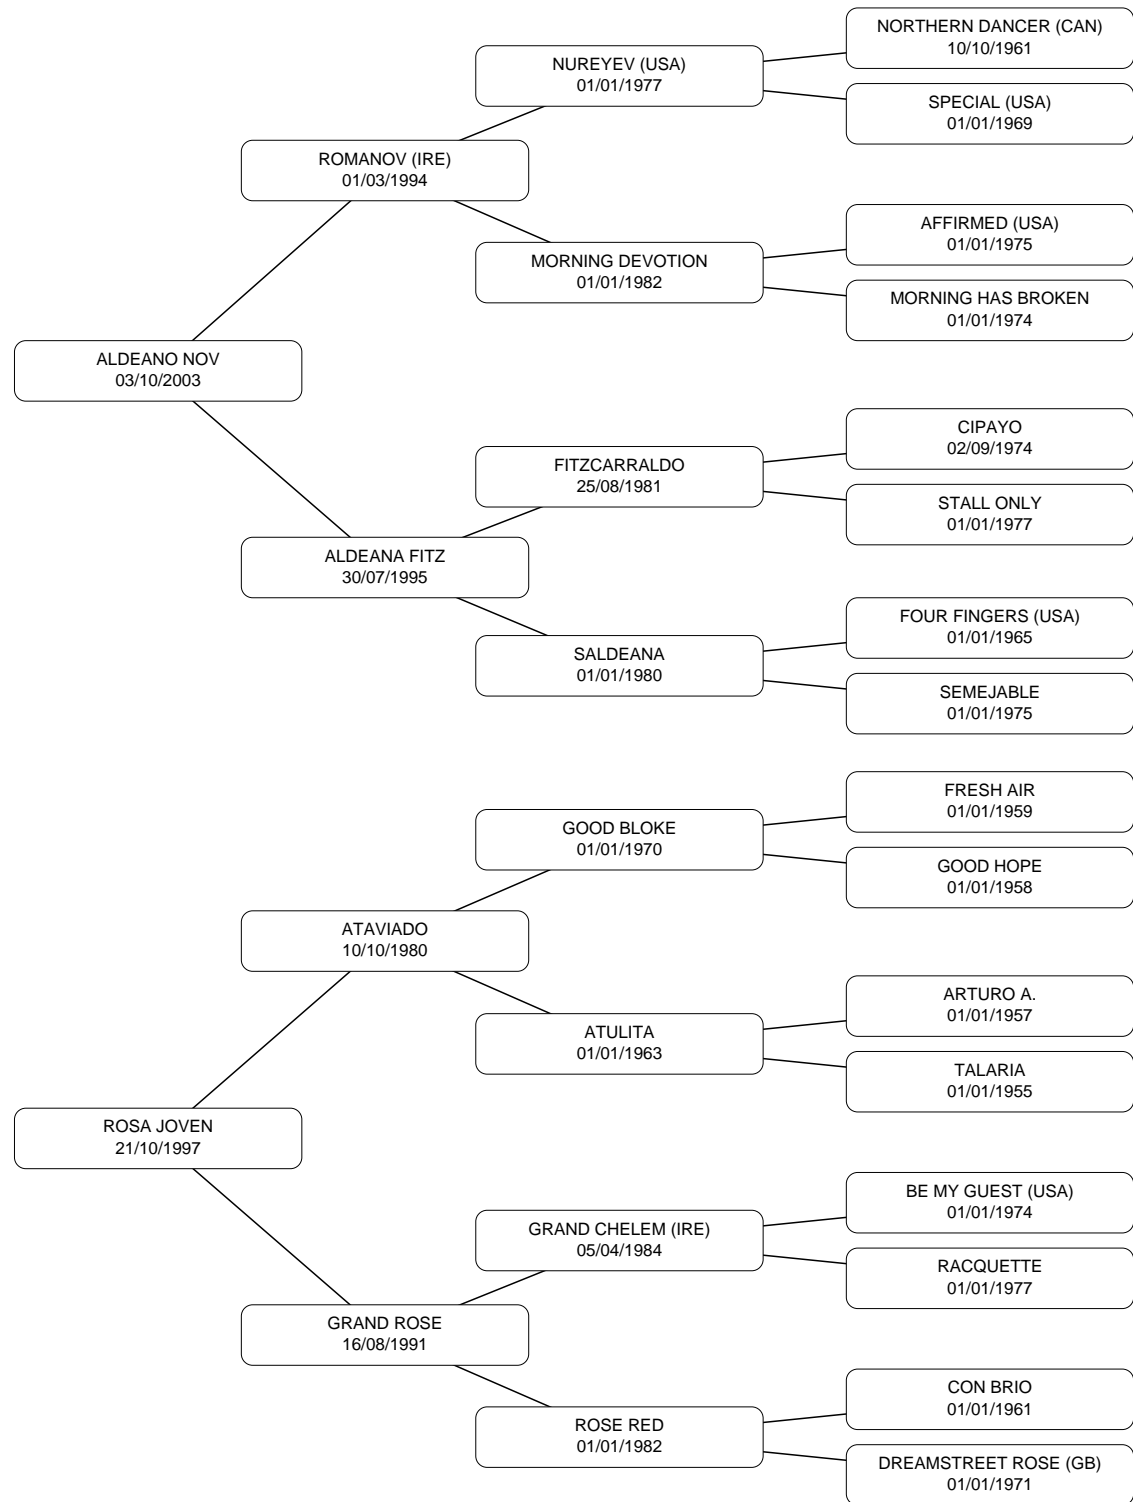 NORTHERN DANCER (CAN)
10/10/1961
NUREYEV (USA)
01/01/1977
SPECIAL (USA)
01/01/1969
ROMANOV (IRE)
01/03/1994
AFFIRMED (USA)
01/01/1975
MORNING DEVOTION
01/01/1982
MORNING HAS BROKEN
01/01/1974
ALDEANO NOV
03/10/2003
CIPAYO
02/09/1974
FITZCARRALDO
25/08/1981
STALL ONLY
01/01/1977
ALDEANA FITZ
30/07/1995
FOUR FINGERS (USA)
01/01/1965
SALDEANA
01/01/1980
SEMEJABLE
01/01/1975
FRESH AIR
01/01/1959
GOOD BLOKE
01/01/1970
GOOD HOPE
01/01/1958
ATAVIADO
10/10/1980
ARTURO A.
01/01/1957
ATULITA
01/01/1963
TALARIA
01/01/1955
ROSA JOVEN
21/10/1997
BE MY GUEST (USA)
01/01/1974
GRAND CHELEM (IRE)
05/04/1984
RACQUETTE
01/01/1977
GRAND ROSE
16/08/1991
CON BRIO
01/01/1961
ROSE RED
01/01/1982
DREAMSTREET ROSE (GB)
01/01/1971